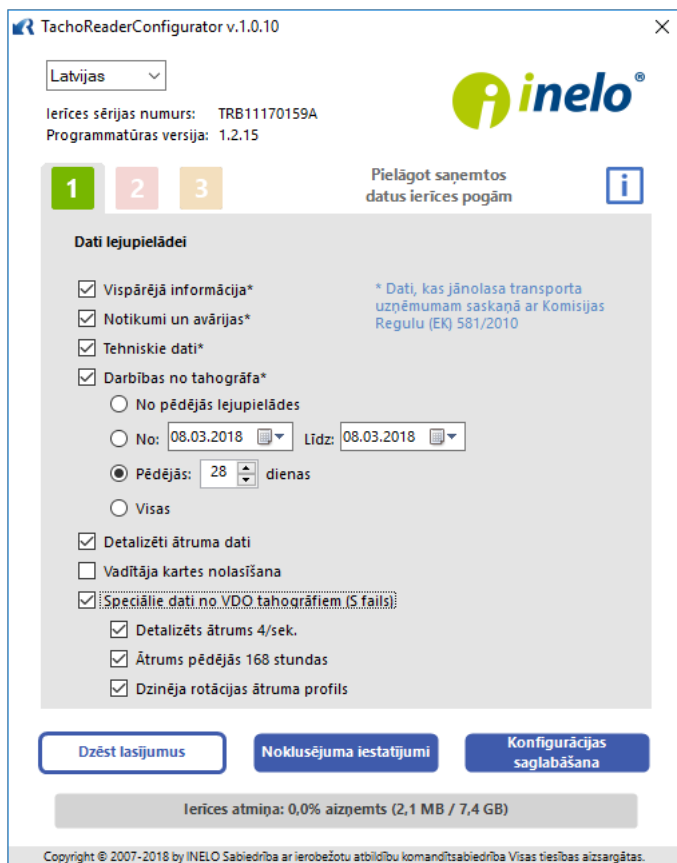 TachoReaderConfigurator v.1.0.10
Latvijas
inelo®
Ierīces sērijas numurs: TRB11170159A
Programmatūras versija: 1.2.15
1 2 3
Pielāgot saņemtos
datus ierīces pogām
i
Dati lejupielādei
Vispārējā informācija*
* Dati, kas jānolasa transporta
uzņēmumam saskaņā ar Komisijas
Regulu (EK) 581/2010
Notikumi un avārijas*
Tehniskie dati*
Darbības no tahogrāfa*
No pēdējās lejupielādes
No: 08.03.2018 Līdz: 08.03.2018
Pēdējās: 28 dienas
Visas
Detalizēti ātruma dati
Vadītāja kartes nolasīšana
Speciālie dati no VDO tahogrāfiem (S fails)
Detalizēts ātrums 4/sek.
Ātrums pēdējās 168 stundas
Dzinēja rotācijas ātruma profils
Dzēst lasījumus
Noklusējuma iestatījumi
Konfigurācijas
saglabāšana
Ierīces atmiņa: 0,0% aizņemts (2,1 MB / 7,4 GB)
Copyright © 2007-2018 by INELO Sabiedrība ar ierobežotu atbildību komandītsabiedrība Visas tiesības aizsargātas.